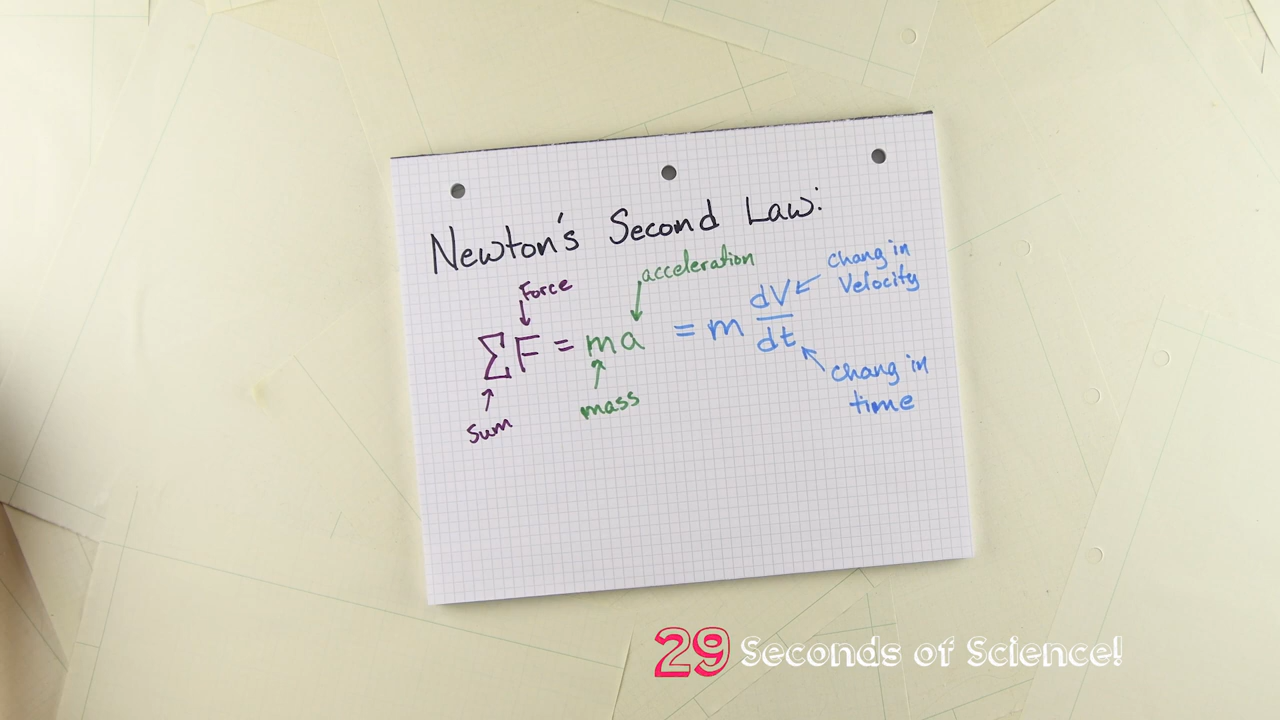 Newton's Second Law:
Force
acceleration
chang in
Velocity
ΣF = ma = m dV/dt
sum
mass
chang in
time
29 Seconds of Science!